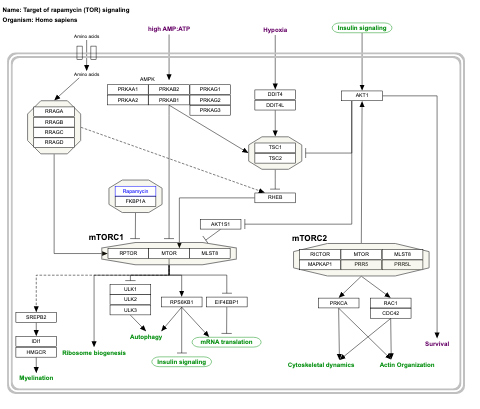 Name: Target of rapamycin (TOR) signaling
Organism: Homo sapiens
high AMP:ATP
Hypoxia
Insulin signaling
Amino acids
Amino acids
AMPK
PRKAA1 PRKAB2 PRKAG1
PRKAA2 PRKAB1 PRKAG2
PRKAG3
DDIT4
DDIT4L
AKT1
RRAGA
RRAGB
RRAGC
RRAGD
TSC1
TSC2
Rapamycin
FKBP1A
RHEB
AKT1S1
mTORC1
RPTOR MTOR MLST8
mTORC2
RICTOR MTOR MLST8
MAPKAP1 PRR5 PRR5L
ULK1
ULK2
ULK3
RPS6KB1
EIF4EBP1
PRKCA
RAC1
CDC42
SREPB2
IDI1
HMGCR
Autophagy
mRNA translation
Survival
Ribosome biogenesis
Insulin signaling
Cytoskeletal dynamics
Actin Organization
Myelination